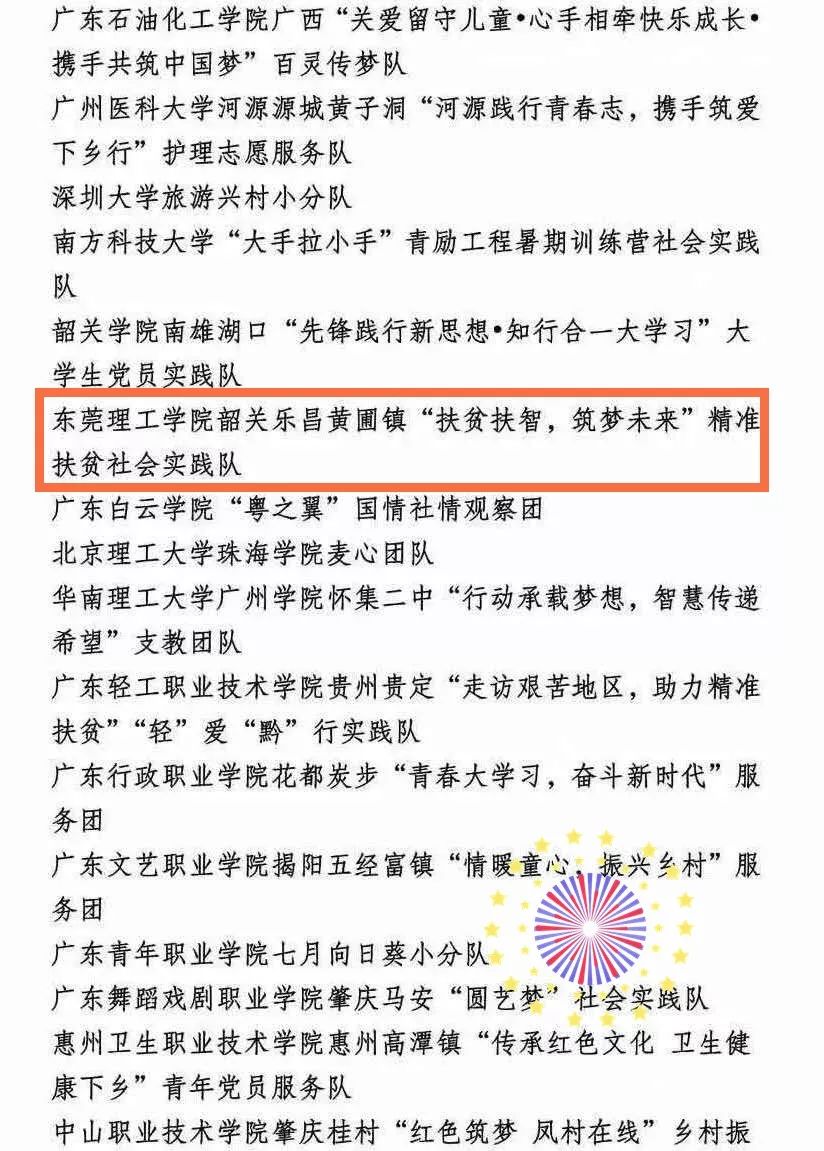 广东石油化工学院广西“关爱留守儿童•心手相牵快乐成长•
携手共筑中国梦”百灵传梦队
广州医科大学河源源城黄子洞“河源践行青春志，携手筑爱
下乡行”护理志愿服务队
深圳大学旅游兴村小分队
南方科技大学“大手拉小手”青励工程暑期训练营社会实践
队
韶关学院南雄湖口“先锋践行新思想•知行合一大学习”大
学生党员实践队
东莞理工学院韶关乐昌黄圃镇“扶贫扶智，筑梦未来”精准
扶贫社会实践队
广东白云学院“粤之翼”国情社情观察团
北京理工大学珠海学院麦心团队
华南理工大学广州学院怀集二中“行动承载梦想，智慧传递
希望”支教团队
广东轻工职业技术学院贵州贵定“走访艰苦地区，助力精准
扶贫”“轻”爱“黔”行实践队
广东行政职业学院花都炭步“青春大学习，奋斗新时代”服
务团
广东文艺职业学院揭阳五经富镇“情暖童心，振兴乡村”服
务团
广东青年职业学院七月向日葵小分队
广东舞蹈戏剧职业学院肇庆马安“圆艺梦”社会实践队
惠州卫生职业技术学院惠州高潭镇“传承红色文化 卫生健
康下乡”青年党员服务队
中山职业技术学院肇庆桂村“红色筑梦 凤村在线”乡村振